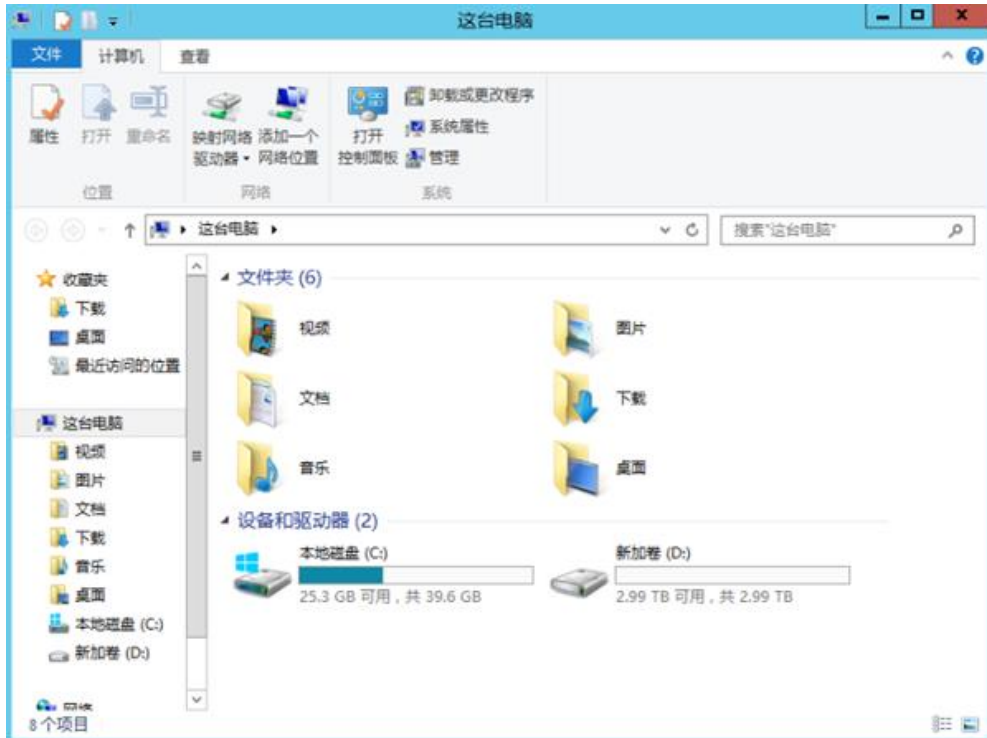 这台电脑
文件 计算机 查看
属性 打开 重命名 映射网络驱动器 添加一个网络位置 打开控制面板 卸载或更改程序
系统属性
管理
位置 网络 系统
这台电脑 搜索"这台电脑"
收藏夹
下载
桌面
最近访问的位置
这台电脑
视频
图片
文档
下载
音乐
桌面
本地磁盘 (C:)
新加卷 (D:)
网络
文件夹 (6)
视频 图片
文档 下载
音乐 桌面
设备和驱动器 (2)
本地磁盘 (C:) 新加卷 (D:)
25.3 GB 可用，共 39.6 GB 2.99 TB 可用，共 2.99 TB
8 个项目